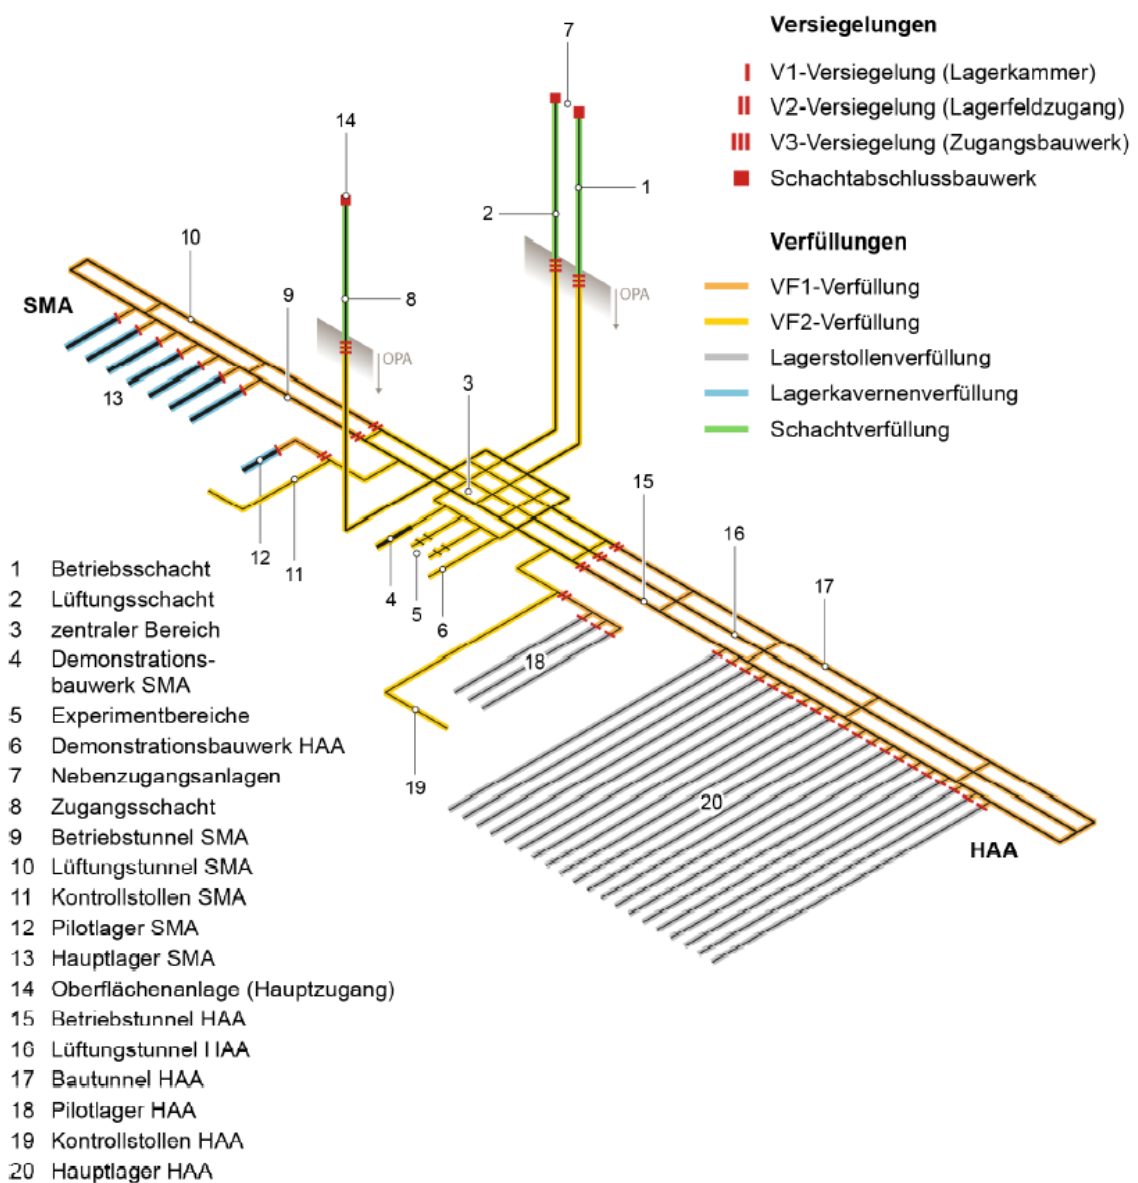 Versiegelungen
V1-Versiegelung (Lagerkammer)
V2-Versiegelung (Lagerfeldzugang)
V3-Versiegelung (Zugangsbauwerk)
Schachtabschlussbauwerk
Verfüllungen
VF1-Verfüllung
VF2-Verfüllung
Lagerstollenverfüllung
Lagerkavernenverfüllung
Schachtverfüllung
7
14
1
2
10
SMA
9
8
OPA
OPA
3
13
15
16
17
12
11
4
5
6
18
19
20
HAA
1 Betriebsschacht
2 Lüftungsschacht
3 zentraler Bereich
4 Demonstrations-
bauwerk SMA
5 Experimentbereiche
6 Demonstrationsbauwerk HAA
7 Nebenzugangsanlagen
8 Zugangsschacht
9 Betriebstunnel SMA
10 Lüftungstunnel SMA
11 Kontrollstollen SMA
12 Pilotlager SMA
13 Hauptlager SMA
14 Oberflächenanlage (Hauptzugang)
15 Betriebstunnel HAA
16 Lüftungstunnel HAA
17 Bautunnel HAA
18 Pilotlager HAA
19 Kontrollstollen HAA
20 Hauptlager HAA